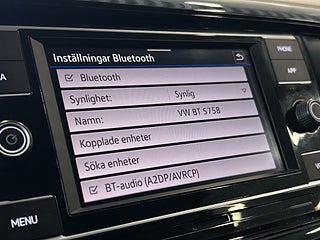 Inställningar Bluetooth
Bluetooth
Synlighet: Synlig
Namn: VW BT 5758
Kopplade enheter
Söka enheter
BT-audio (A2DP/AVRCP)
PHONE
APP
MENU